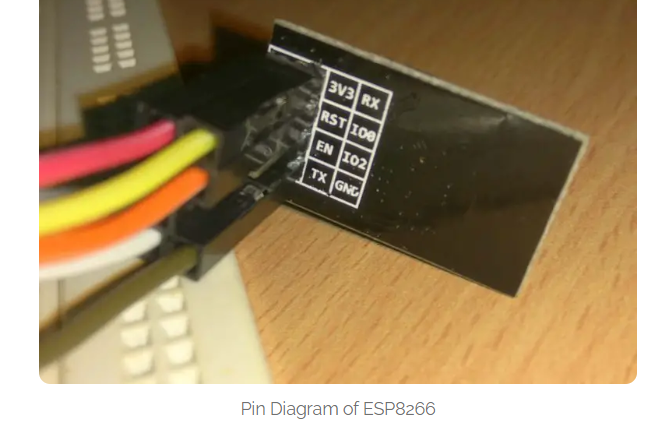 3V3 RX
RST IO0
EN IO2
TX GND
Pin Diagram of ESP8266